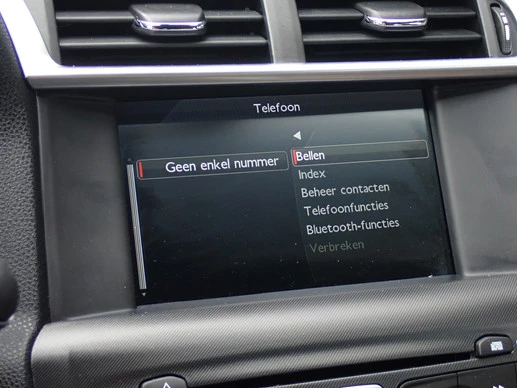 Telefoon
Geen enkel nummer
Bellen
Index
Beheer contacten
Telefoonfuncties
Bluetooth-functies
Verbreken